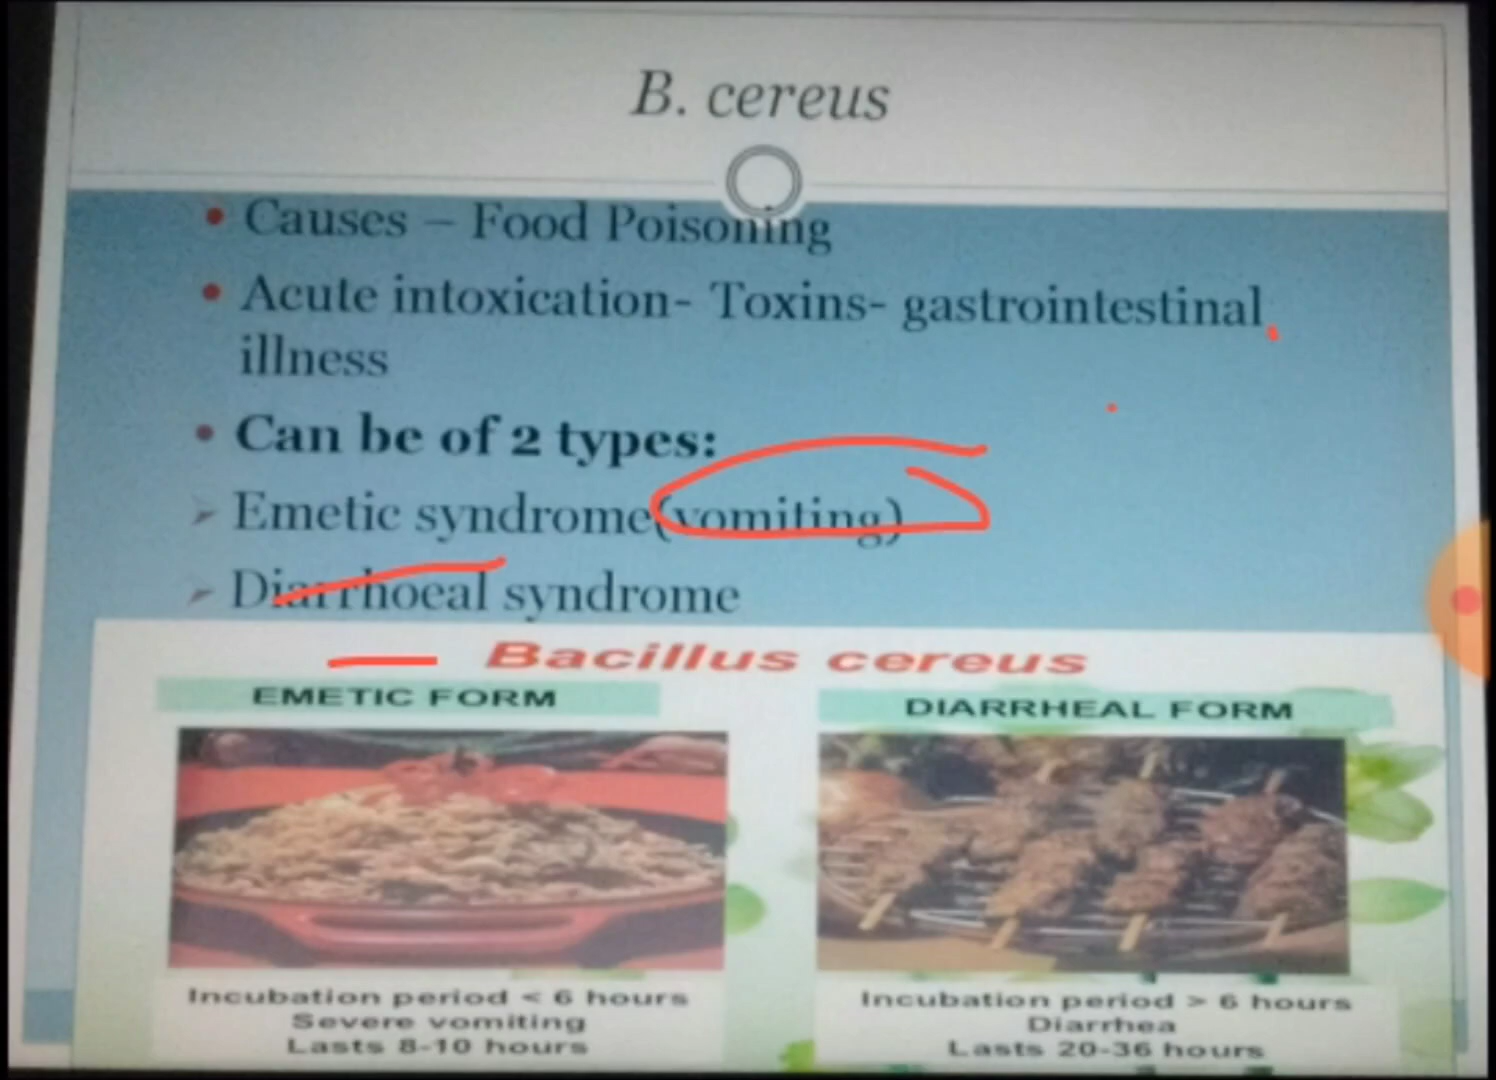 B. cereus
Causes – Food Poisoning
Acute intoxication- Toxins- gastrointestinal
illness
Can be of 2 types:
Emetic syndrome(vomiting)
Diarrhoeal syndrome
Bacillus cereus
EMETIC FORM
Incubation period < 6 hours
Severe vomiting
Lasts 8-10 hours
DIARRHEAL FORM
Incubation period > 6 hours
Diarrhea
Lasts 20-36 hours